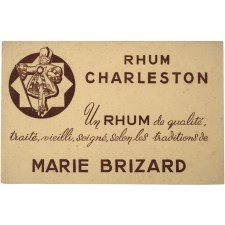 RHUM
CHARLESTON
Un RHUM de qualité,
traité, vieilli, soigné, selon les traditions de
MARIE BRIZARD